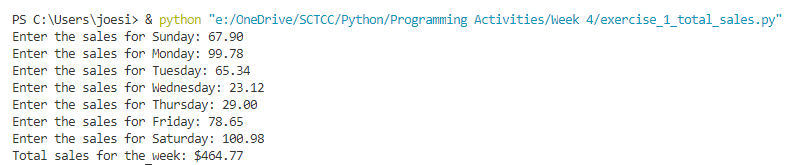 PS C:\Users\joesi> & python "e:/OneDrive/SCTCC/Python/Programming Activities/Week 4/exercise_1_total_sales.py"
Enter the sales for Sunday: 67.90
Enter the sales for Monday: 99.78
Enter the sales for Tuesday: 65.34
Enter the sales for Wednesday: 23.12
Enter the sales for Thursday: 29.00
Enter the sales for Friday: 78.65
Enter the sales for Saturday: 100.98
Total sales for the week: $464.77